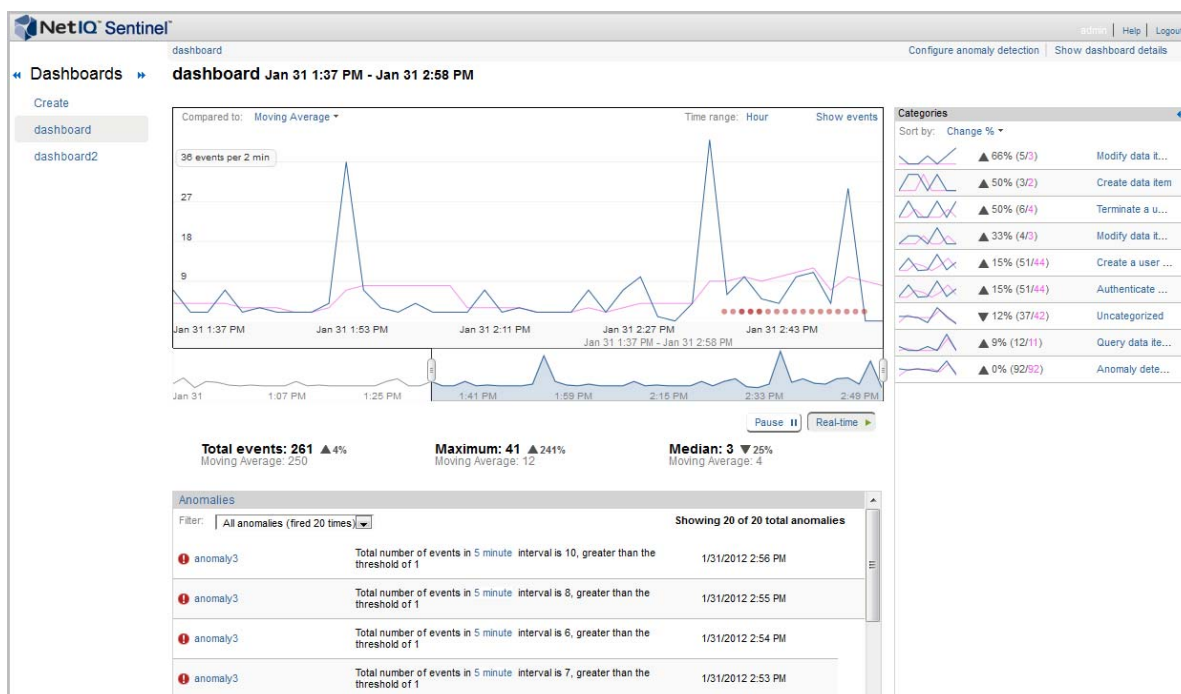 NetIQ Sentinel
admin | Help | Logout
dashboard
Configure anomaly detection | Show dashboard details
Dashboards
Create
dashboard
dashboard2
dashboard Jan 31 1:37 PM - Jan 31 2:58 PM
Compared to: Moving Average
Time range: Hour
Show events
36 events per 2 min
27
18
9
Jan 31 1:37 PM
Jan 31 1:53 PM
Jan 31 2:11 PM
Jan 31 2:27 PM
Jan 31 2:43 PM
Jan 31 1:37 PM - Jan 31 2:58 PM
Jan 31
1:07 PM
1:25 PM
1:41 PM
1:59 PM
2:15 PM
2:33 PM
2:49 PM
Pause
Real-time
Total events: 261 ▲4%
Moving Average: 250
Maximum: 41 ▲241%
Moving Average: 12
Median: 3 ▼25%
Moving Average: 4
Anomalies
Filter: All anomalies (fired 20 times)
Showing 20 of 20 total anomalies
anomaly3
Total number of events in 5 minute interval is 10, greater than the
threshold of 1
1/31/2012 2:56 PM
anomaly3
Total number of events in 5 minute interval is 8, greater than the
threshold of 1
1/31/2012 2:55 PM
anomaly3
Total number of events in 5 minute interval is 6, greater than the
threshold of 1
1/31/2012 2:54 PM
anomaly3
Total number of events in 5 minute interval is 7, greater than the
threshold of 1
1/31/2012 2:53 PM
Categories
Sort by: Change %
▲66% (5/3) Modify data it...
▲50% (3/2) Create data item
▲50% (6/4) Terminate a u...
▲33% (4/3) Modify data it...
▲15% (51/44) Create a user ...
▲15% (51/44) Authenticate ...
▼12% (37/42) Uncategorized
▲9% (12/11) Query data ite...
▲0% (92/92) Anomaly dete...